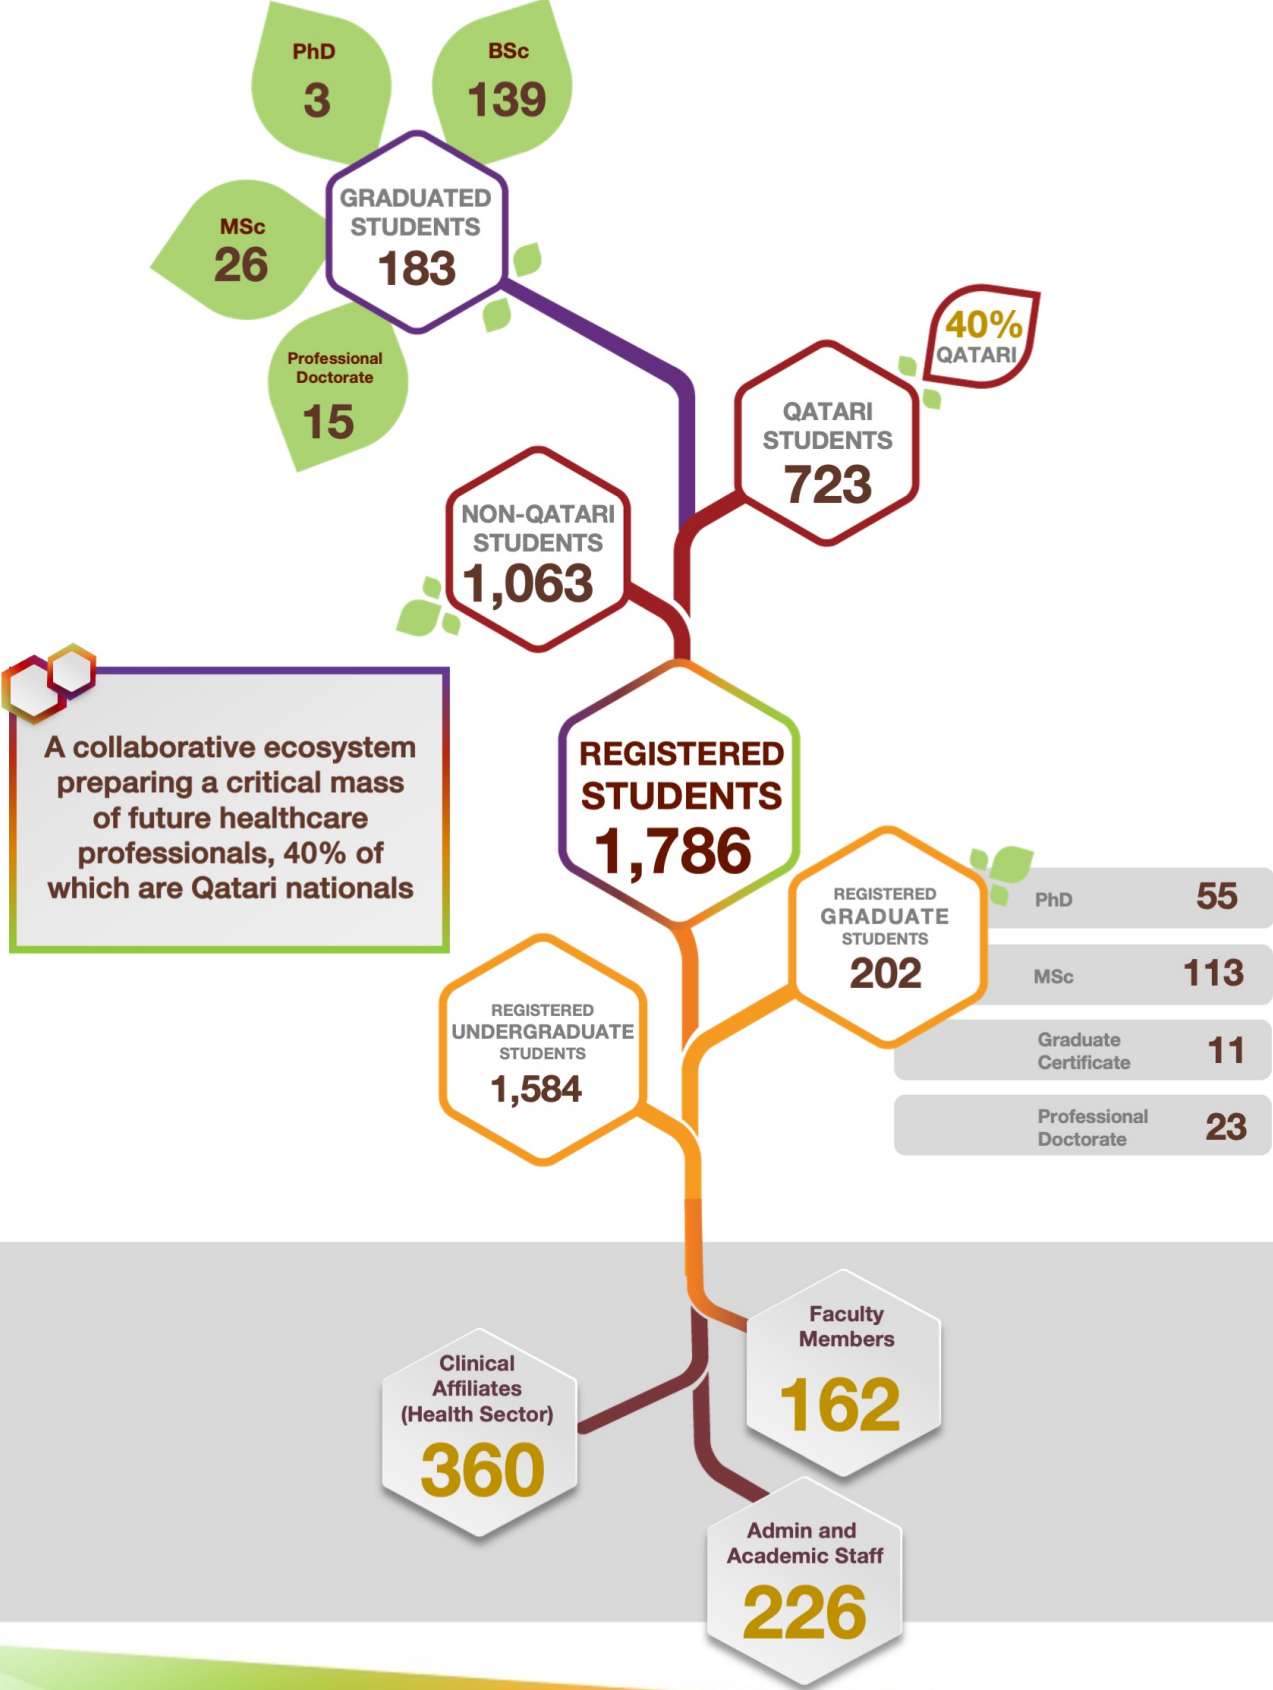 PhD
3
BSc
139
GRADUATED
STUDENTS
183
MSc
26
Professional
Doctorate
15
40%
QATARI
QATARI
STUDENTS
723
NON-QATARI
STUDENTS
1,063
A collaborative ecosystem
preparing a critical mass
of future healthcare
professionals, 40% of
which are Qatari nationals
REGISTERED
STUDENTS
1,786
REGISTERED
GRADUATE
STUDENTS
202
PhD 55
MSc 113
Graduate
Certificate 11
Professional
Doctorate 23
REGISTERED
UNDERGRADUATE
STUDENTS
1,584
Faculty
Members
162
Clinical
Affiliates
(Health Sector)
360
Admin and
Academic Staff
226